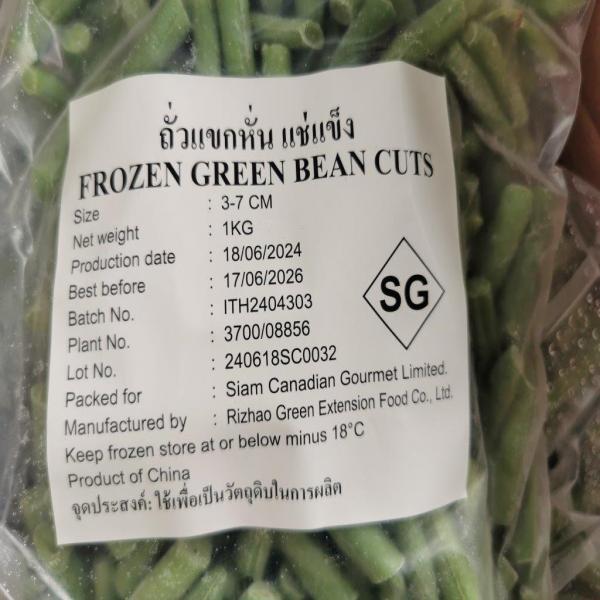 ถั่วแขกหั่น แช่แข็ง
FROZEN GREEN BEAN CUTS
Size : 3-7 CM
Net weight : 1KG
Production date : 18/06/2024
Best before : 17/06/2026
Batch No. : ITH2404303
Plant No. : 3700/08856
Lot No. : 240618SC0032
Packed for : Siam Canadian Gourmet Limited.
Manufactured by : Rizhao Green Extension Food Co., Ltd.
Keep frozen store at or below minus 18°C
Product of China
จุดประสงค์: ใช้เพื่อเป็นวัตถุดิบในการผลิต
SG